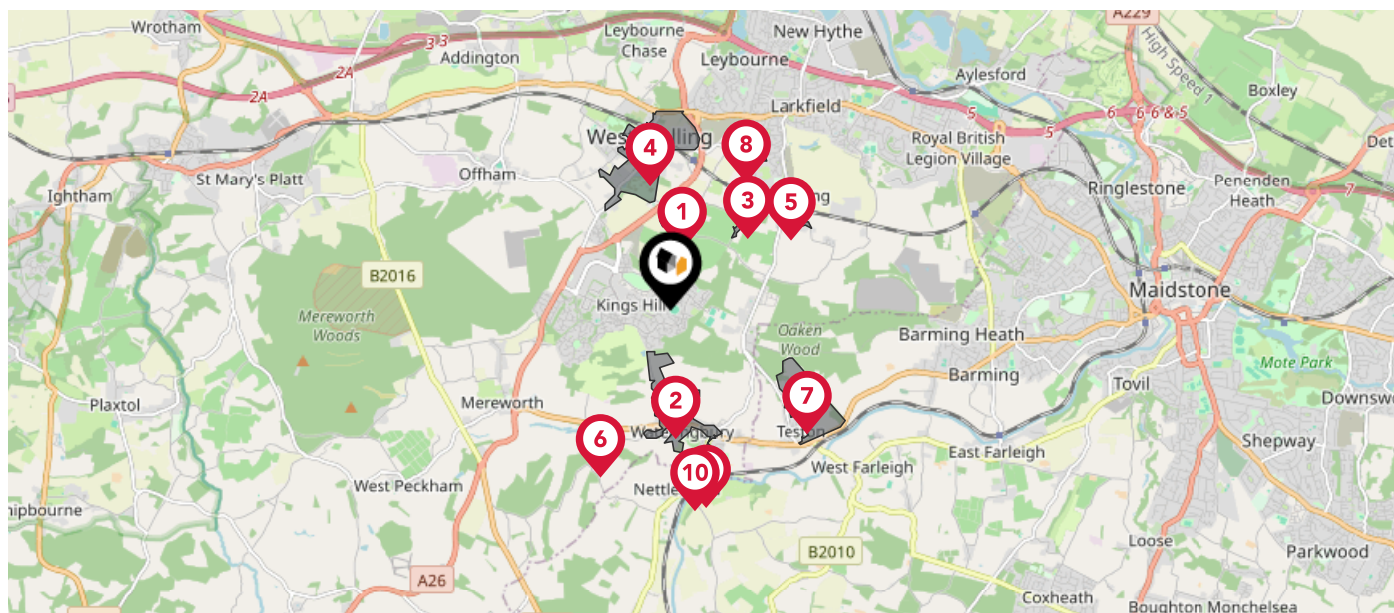 Wrotham
Leybourne
Chase
New Hythe
A229
3 3
Addington
2A
Leybourne
High Speed 1
2A
Aylesford
Boxley
Larkfield
5
6
6 6 & 5
West
lling
4
8
Royal British
Legion Village
5
Offham
St Mary's Platt
Ightham
Ringlestone
Penenden
Heath
7
1
3
5
ng
B2016
Kings Hill
Maidstone
Mereworth
Woods
Oaken
Wood
Barming Heath
Mote Park
Plaxtol
Mereworth
2
7
Barming
Tovil
6
Teston
Shepway
East Farleigh
West Farleigh
West Peckham
10
Nettle
B2010
Loose
Parkwood
A26
Coxheath
Boughton Monchelsea